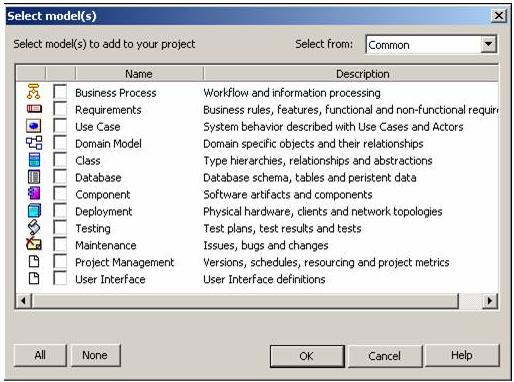 Select model(s)
Select model(s) to add to your project Select from: Common
Name Description
Business Process Workflow and information processing
Requirements Business rules, features, functional and non-functional require
Use Case System behavior described with Use Cases and Actors
Domain Model Domain specific objects and their relationships
Class Type hierarchies, relationships and abstractions
Database Database schema, tables and peristent data
Component Software artifacts and components
Deployment Physical hardware, clients and network topologies
Testing Test plans, test results and tests
Maintenance Issues, bugs and changes
Project Management Versions, schedules, resourcing and project metrics
User Interface User Interface definitions
All None OK Cancel Help